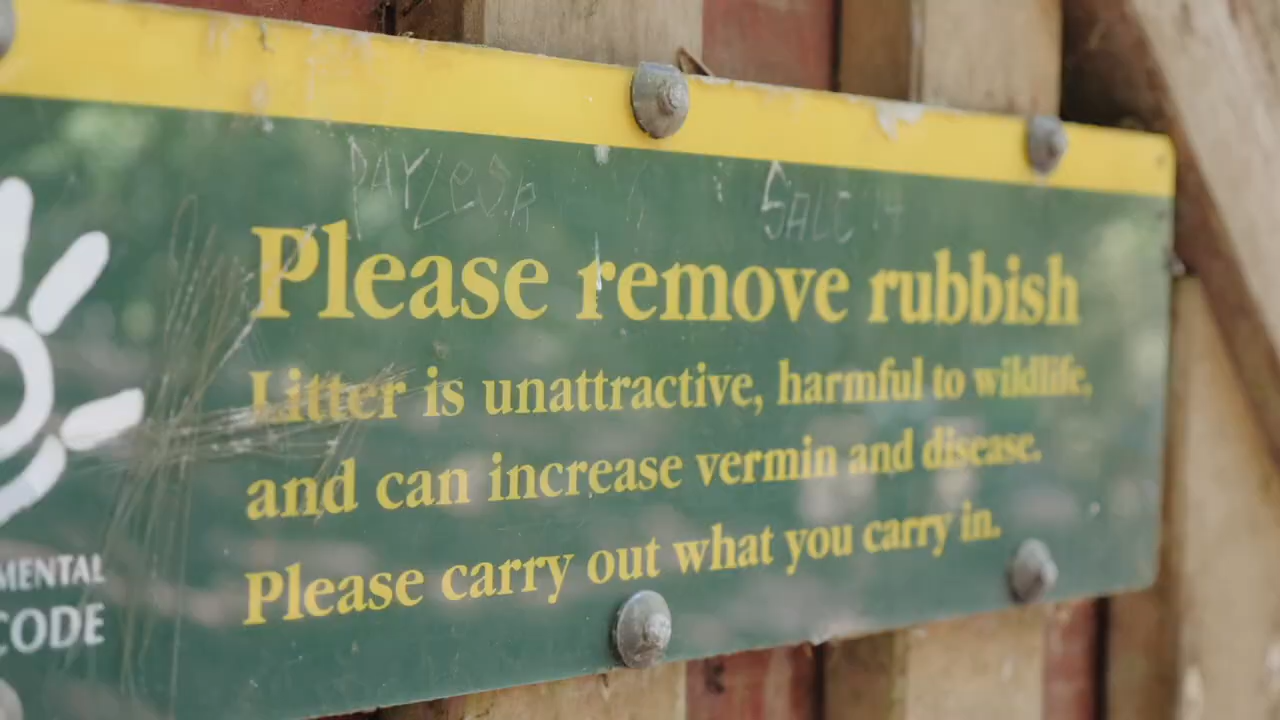 Please remove rubbish
Litter is unattractive, harmful to wildlife,
and can increase vermin and disease.
Please carry out what you carry in.
MENTAL
CODE